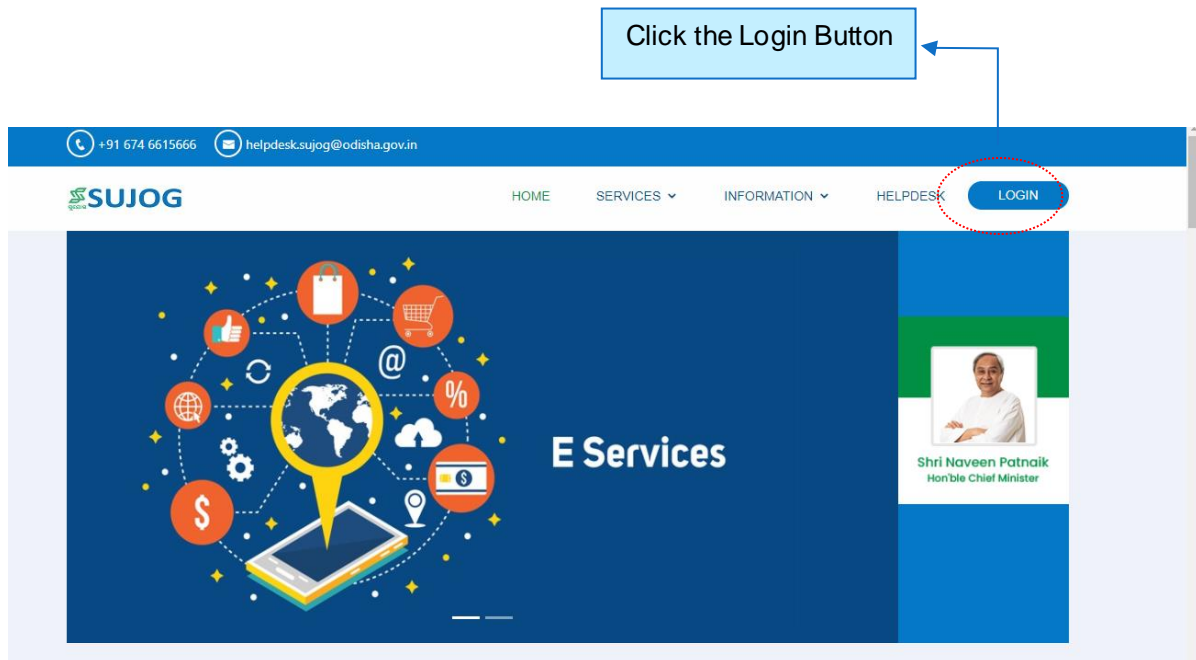 Click the Login Button
+91 674 6615666 helpdesk.sujog@odisha.gov.in
SUJOG HOME SERVICES INFORMATION HELPDESK LOGIN
@
%
$
$
E Services
Shri Naveen Patnaik
Hon'ble Chief Minister